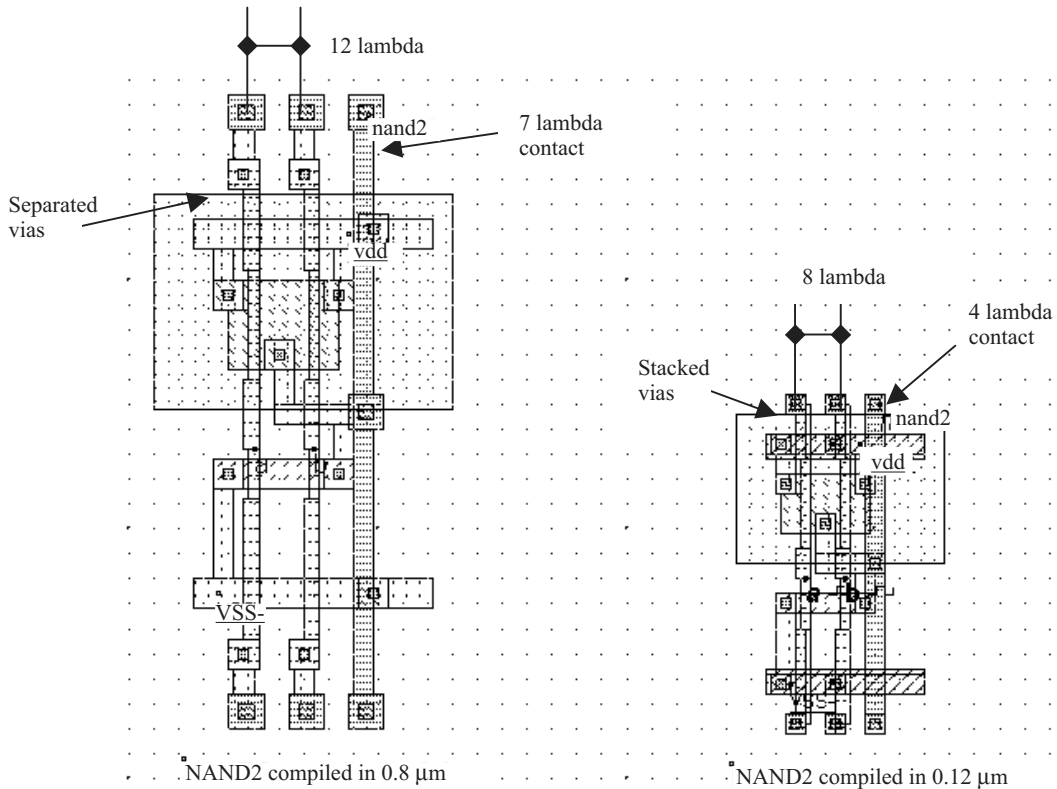 12 lambda
nand2
7 lambda
contact
Separated
vias
vdd
VSS-
NAND2 compiled in 0.8 µm
8 lambda
4 lambda
contact
Stacked
vias
nand2
vdd
a b
VSS-
NAND2 compiled in 0.12 µm